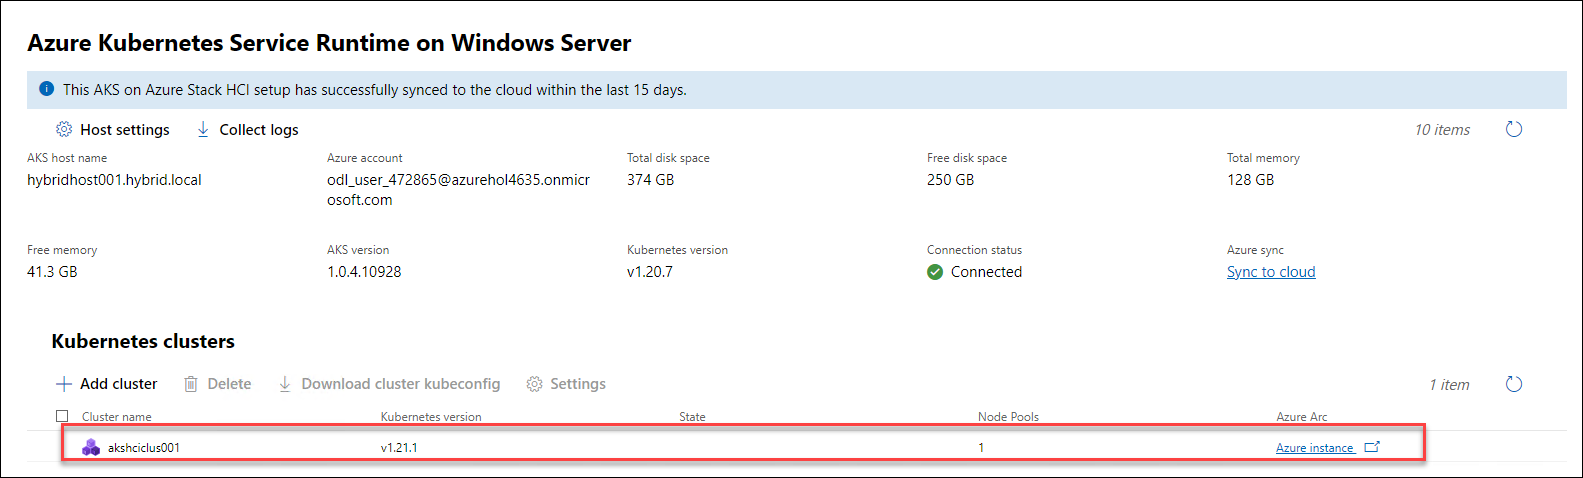 Azure Kubernetes Service Runtime on Windows Server
This AKS on Azure Stack HCI setup has successfully synced to the cloud within the last 15 days.
Host settings Collect logs 10 items
AKS host name Azure account Total disk space Free disk space Total memory
hybridhost001.hybrid.local odl_user_472865@azurehol4635.onmicr 374 GB 250 GB 128 GB
osoft.com
Free memory AKS version Kubernetes version Connection status Azure sync
41.3 GB 1.0.4.10928 v1.20.7 Connected Sync to cloud
Kubernetes clusters
Add cluster Delete Download cluster kubeconfig Settings 1 item
Cluster name Kubernetes version State Node Pools Azure Arc
akshciclus001 v1.21.1 1 Azure instance